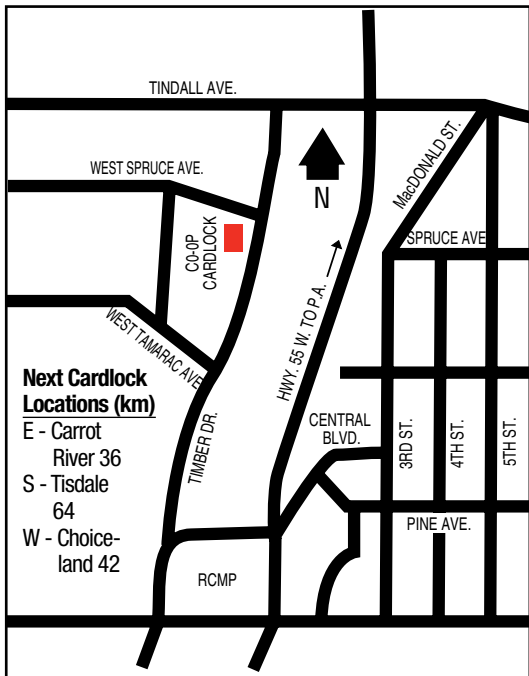 TINDALL AVE.
WEST SPRUCE AVE.
MacDONALD ST.
N
SPRUCE AVE
C0-0P
CARDLOCK
HWY. 55 W. TO P.A.
WEST TAMARAC AVE
TIMBER DR.
Next Cardlock
Locations (km)
E - Carrot
River 36
S - Tisdale
64
W - Choice-
land 42
CENTRAL
BLVD.
3RD ST.
4TH ST.
5TH ST.
PINE AVE.
RCMP